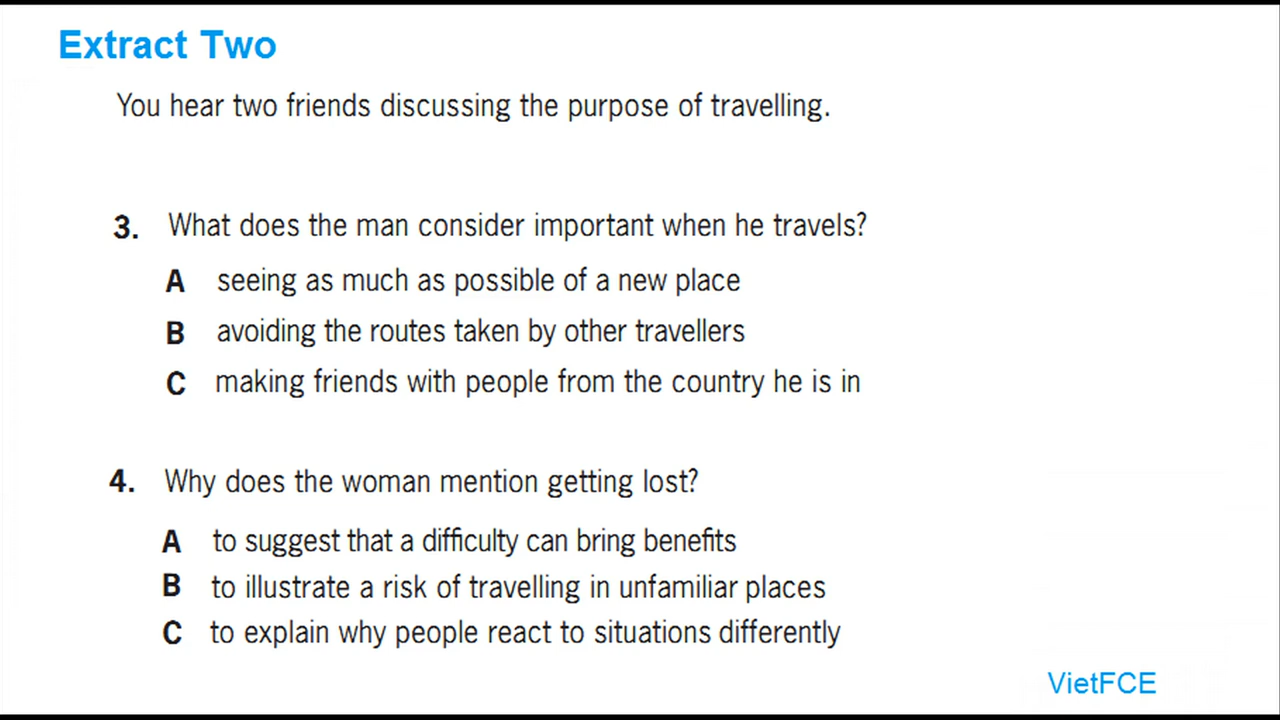 Extract Two
You hear two friends discussing the purpose of travelling.
3. What does the man consider important when he travels?
A seeing as much as possible of a new place
B avoiding the routes taken by other travellers
C making friends with people from the country he is in
4. Why does the woman mention getting lost?
A to suggest that a difficulty can bring benefits
B to illustrate a risk of travelling in unfamiliar places
C to explain why people react to situations differently
VietFCE